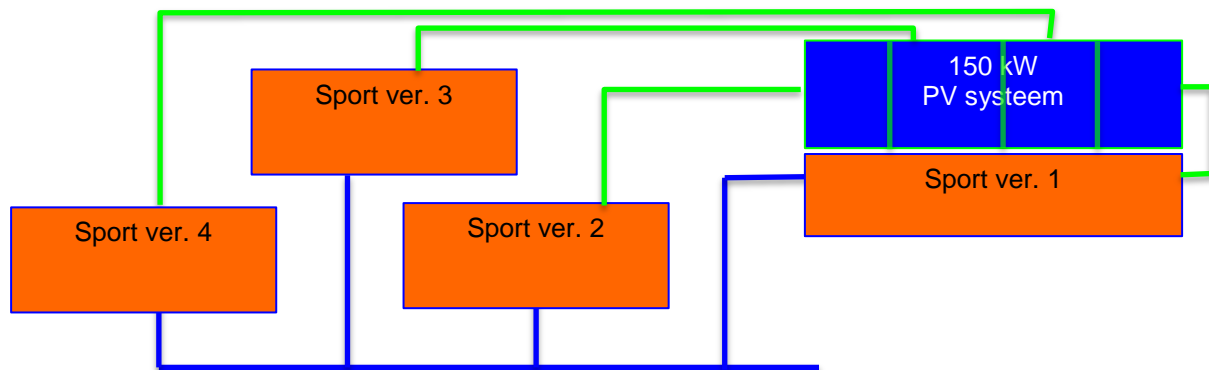 150 kW
PV systeem
Sport ver. 3
Sport ver. 1
Sport ver. 4
Sport ver. 2